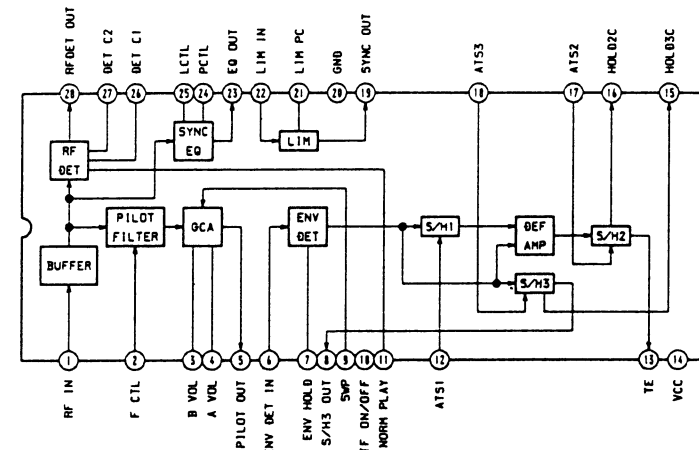 RFDET OUT
DET C2
DET C1
LCTL
PCTL
EQ OUT
LIM IN
LIM PC
GND
SYNC OUT
ATS3
ATS2
HOLD2C
HOLD3C
28
27
26
25
24
23
22
21
20
19
18
17
16
15
RF
DET
SYNC
EQ
LIM
PILOT
FILTER
GCA
ENV
DET
S/H1
DEF
AMP
S/H2
BUFFER
S/H3
1
2
3
4
5
6
7
8
9
10
11
12
13
14
RF IN
F CTL
B VOL
A VOL
PILOT OUT
ENV DET IN
ENV HOLD
S/H3 OUT
SWP
TF ON/OFF
NORM PLAY
ATS1
TE
VCC